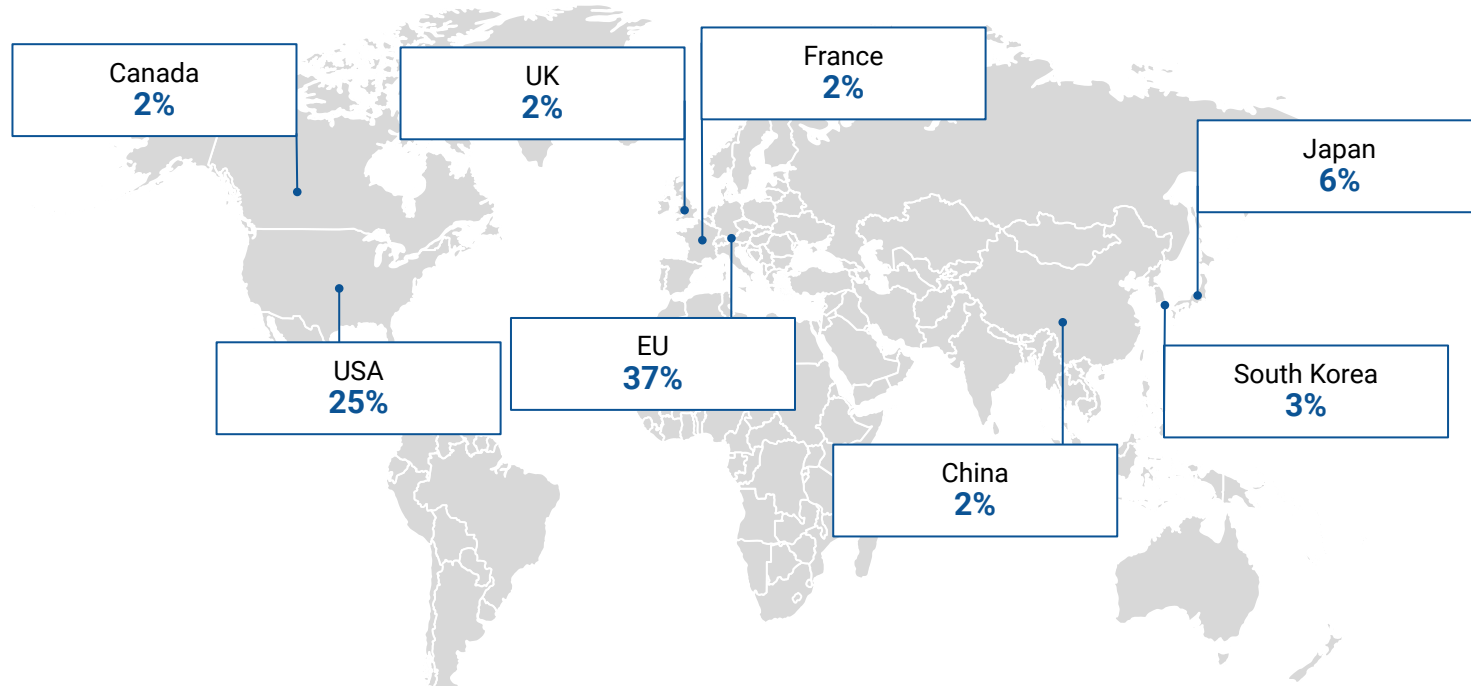 Canada
2%
UK
2%
France
2%
Japan
6%
USA
25%
EU
37%
South Korea
3%
China
2%